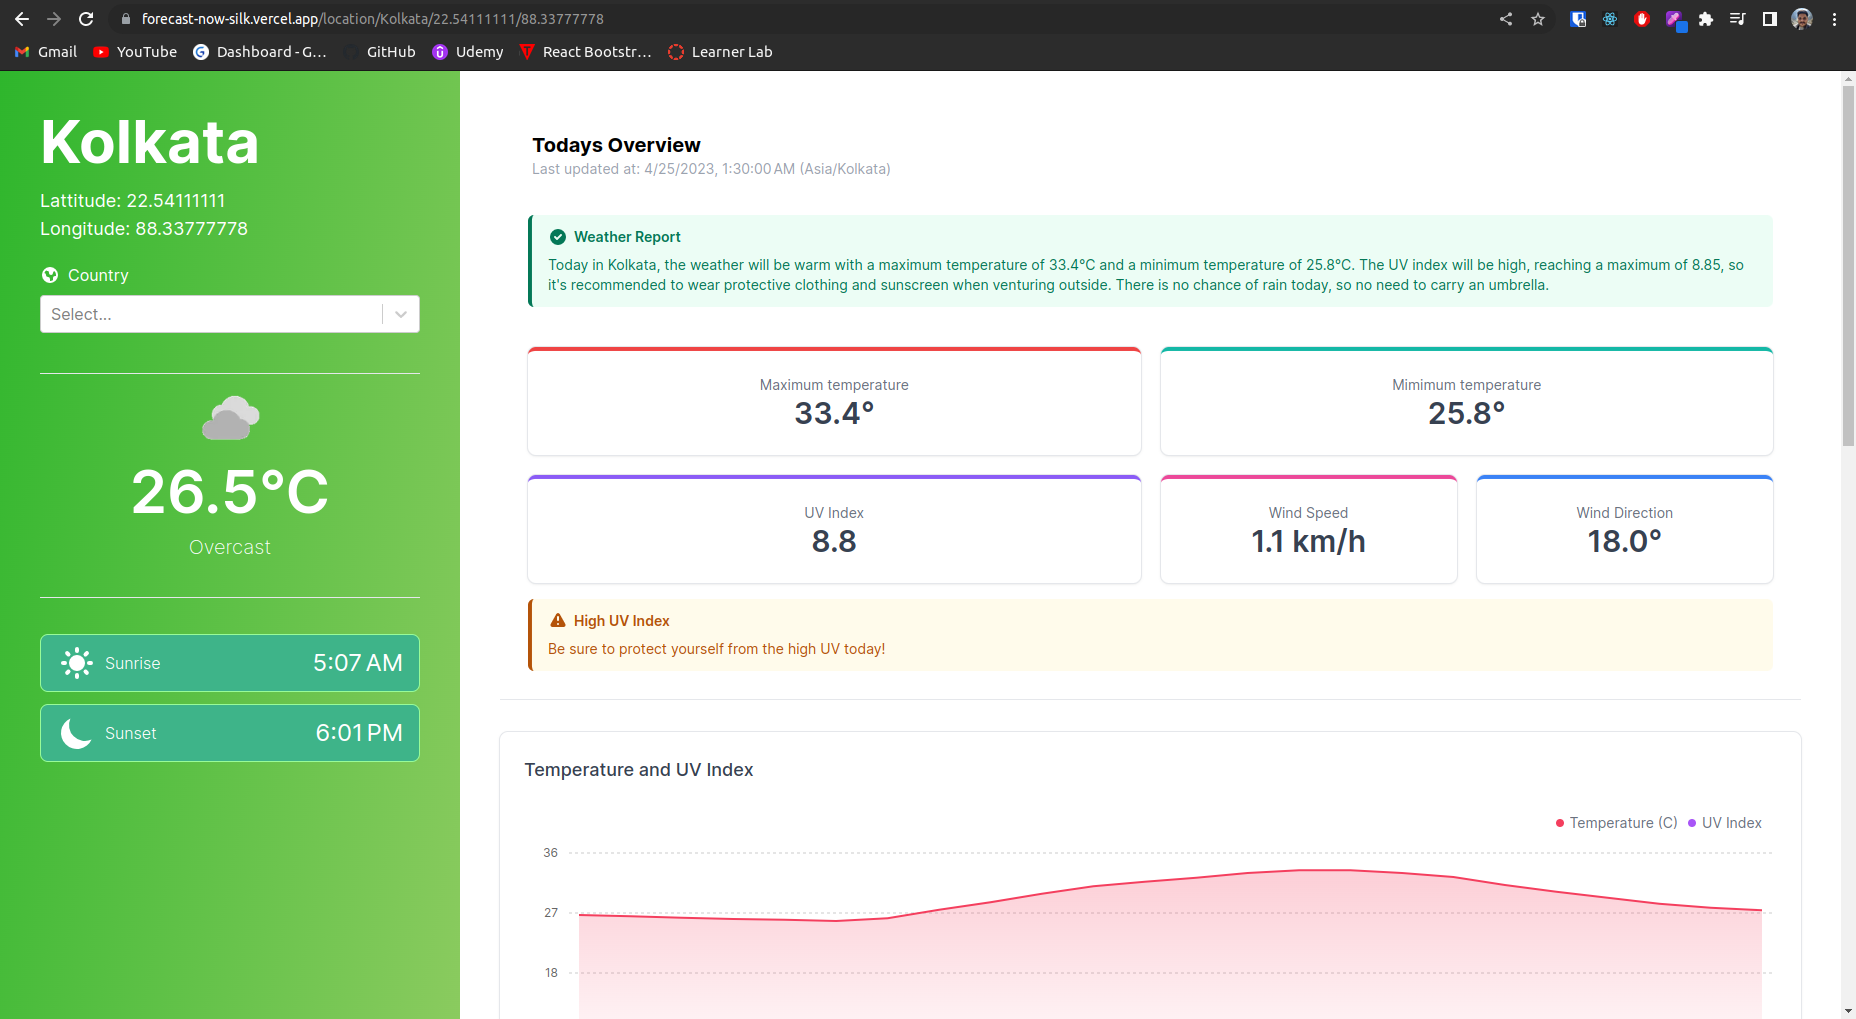 forecast-now-silk.vercel.app/location/Kolkata/22.54111111/88.33777778
Gmail YouTube Dashboard - G... GitHub Udemy React Bootstr... Learner Lab
Kolkata
Lattitude: 22.54111111
Longitude: 88.33777778
Country
Select...
26.5°C
Overcast
Sunrise 5:07 AM
Sunset 6:01 PM
Todays Overview
Last updated at: 4/25/2023, 1:30:00 AM (Asia/Kolkata)
Weather Report
Today in Kolkata, the weather will be warm with a maximum temperature of 33.4°C and a minimum temperature of 25.8°C. The UV index will be high, reaching a maximum of 8.85, so
it's recommended to wear protective clothing and sunscreen when venturing outside. There is no chance of rain today, so no need to carry an umbrella.
Maximum temperature
33.4°
Mimimum temperature
25.8°
UV Index
8.8
Wind Speed
1.1 km/h
Wind Direction
18.0°
High UV Index
Be sure to protect yourself from the high UV today!
Temperature and UV Index
Temperature (C) UV Index
36
27
18